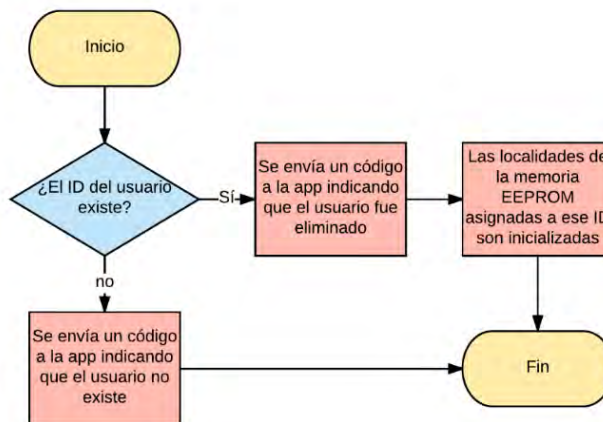 Inicio
¿El ID del usuario
existe?
Sí
Se envía un código
a la app indicando
que el usuario fue
eliminado
Las localidades de
la memoria
EEPROM
asignadas a ese ID
son inicializadas
no
Se envía un código
a la app indicando
que el usuario no
existe
Fin